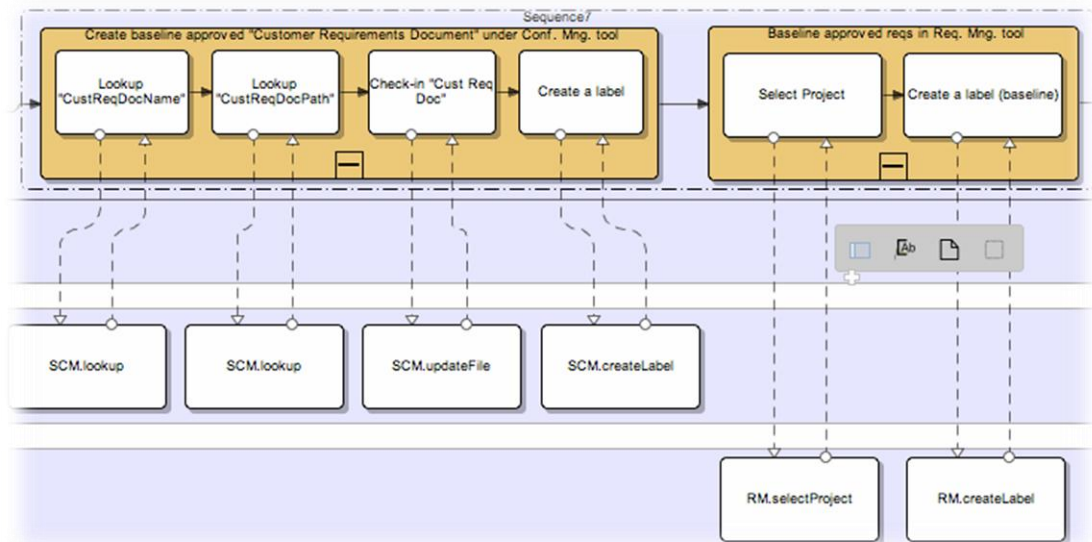 Sequence7
Create baseline approved "Customer Requirements Document" under Conf. Mng. tool
Baseline approved reqs in Req. Mng. tool
Lookup
"CustReqDocName"
Lookup
"CustReqDocPath"
Check-in "Cust Req
Doc"
Create a label
Select Project
Create a label (baseline)
Ab
SCM.lookup
SCM.lookup
SCM.updateFile
SCM.createLabel
RM.selectProject
RM.createLabel